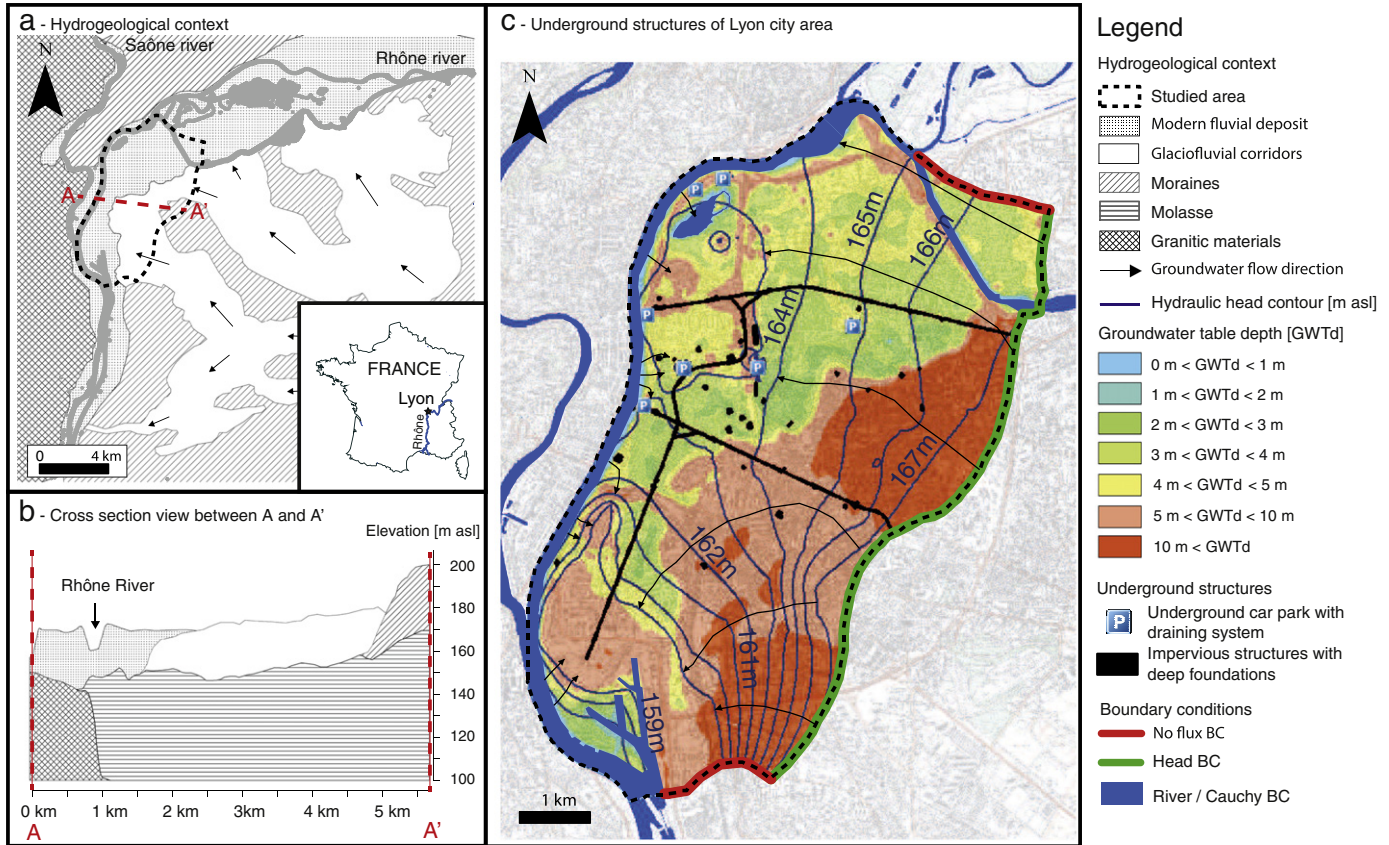 a - Hydrogeological context
Saône river
N
Rhône river
A
A'
0 4 km
FRANCE
Lyon
Rhône
b - Cross section view between A and A'
Elevation [m asl]
Rhône River
200
180
160
140
120
100
0 km 1 km 2 km 3km 4 km 5 km
A A'
c - Underground structures of Lyon city area
N
165m
166m
164m
167m
162m
161m
159m
P
P
P
P
P
P
P
1 km
Legend
Hydrogeological context
Studied area
Modern fluvial deposit
Glaciofluvial corridors
Moraines
Molasse
Granitic materials
Groundwater flow direction
Hydraulic head contour [m asl]
Groundwater table depth [GWTd]
0 m < GWTd < 1 m
1 m < GWTd < 2 m
2 m < GWTd < 3 m
3 m < GWTd < 4 m
4 m < GWTd < 5 m
5 m < GWTd < 10 m
10 m < GWTd
Underground structures
P Underground car park with
draining system
Impervious structures with
deep foundations
Boundary conditions
No flux BC
Head BC
River / Cauchy BC